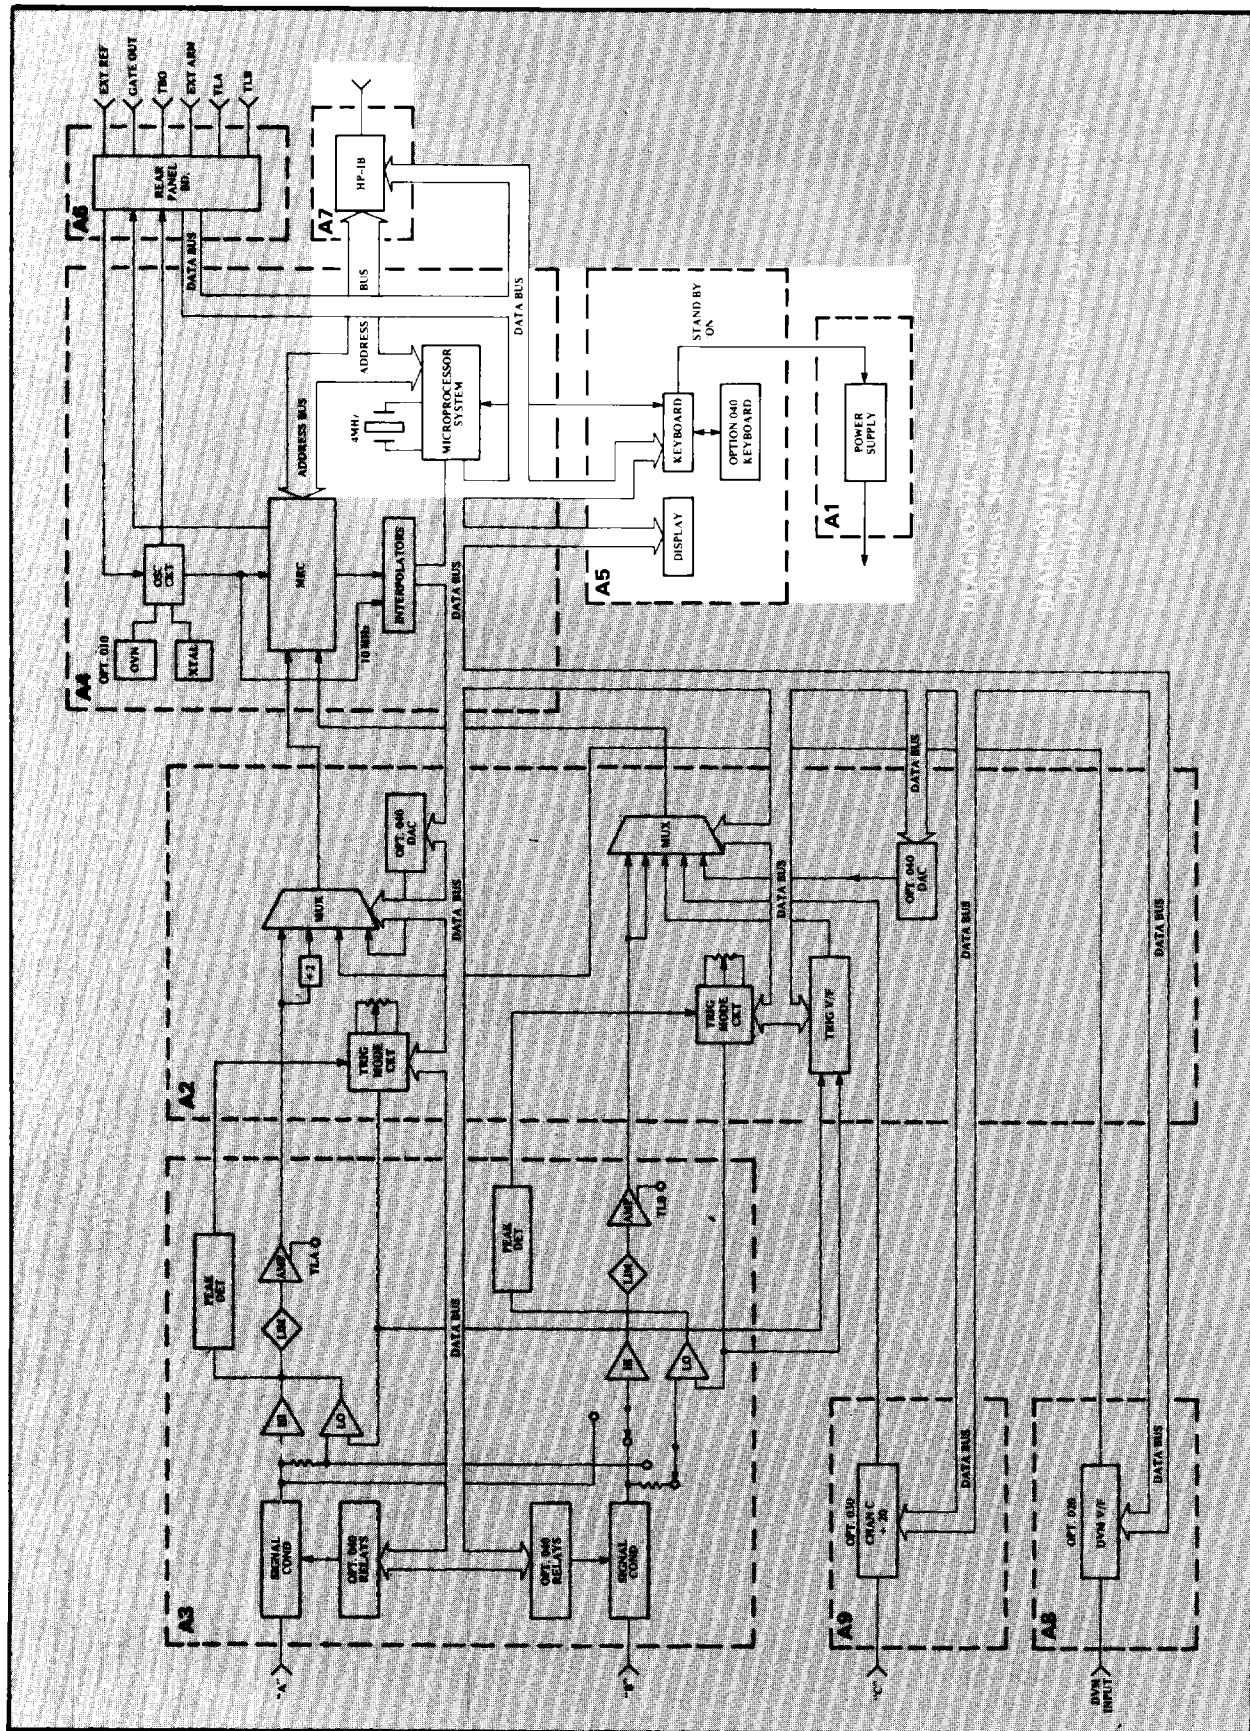 A3
"A"
SIGNAL
COND
OPT. 040
RELAYS
HI
LO
LIM
AMP
TLA
PEAK
DET
DATA BUS
OPT. 040
RELAYS
SIGNAL
COND
"B"
HI
LO
LIM
AMP
TLB
PEAK
DET
A2
TRIG
MODE
CKT
÷2
MUX
OPT. 040
DAC
DATA BUS
TRIG
MODE
CKT
TRIG V/F
DATA BUS
MUX
OPT. 040
DAC
DATA BUS
DATA BUS
DATA BUS
A4
OPT. 010
OVN
XTAL
OSC
CKT
MRC
10 MHz
INTERPOLATORS
DATA BUS
ADDRESS BUS
4MH/
MICROPROCESSOR
SYSTEM
ADDRESS
BUS
DATA BUS
A6
REAR
PANEL
BD.
DATA BUS
EXT REF
GATE OUT
TBO
EXT ARM
TLA
TLB
A7
HP-IB
A5
DISPLAY
KEYBOARD
OPTION 040
KEYBOARD
STAND BY
ON
A1
POWER
SUPPLY
A9
"C"
OPT. 030
CHAN C
÷ 20
DATA BUS
A8
DVM
INPUT
OPT. 020
DVM V/F
DATA BUS